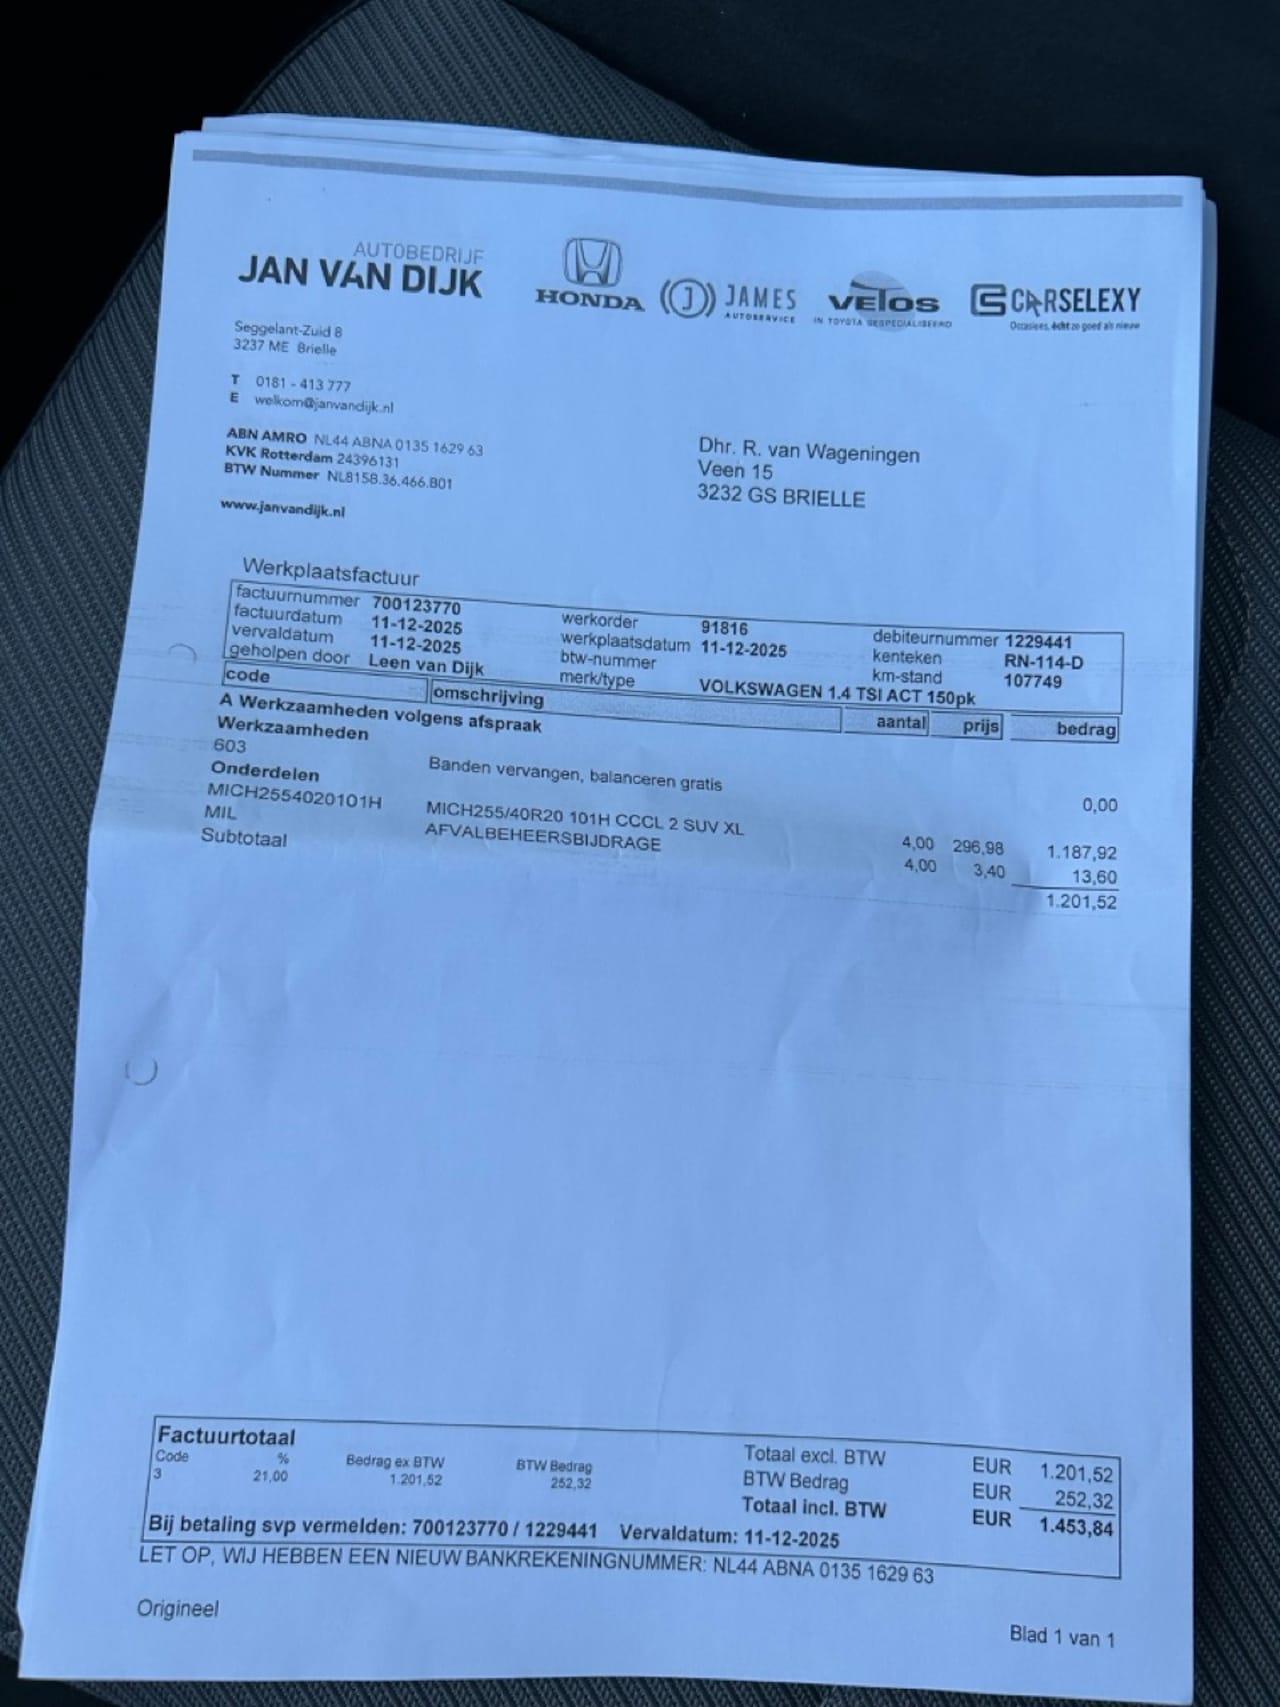 AUTOBEDRIJF
JAN VAN DIJK
HONDA
JAMES
AUTOSERVICE
VETOS
IN TOYOTA GESPECIALISEERD
CARSELEXY
Occasions, écht zo goed als nieuw
Seggelant-Zuid 8
3237 ME Brielle
T 0181 - 413 777
E welkom@janvandijk.nl
ABN AMRO NL44 ABNA 0135 1629 63
KVK Rotterdam 24396131
BTW Nummer NL8158.36.466.B01
www.janvandijk.nl
Dhr. R. van Wageningen
Veen 15
3232 GS BRIELLE
Werkplaatsfactuur
factuurnummer 700123770 werkorder 91816 debiteurnummer 1229441
factuurdatum 11-12-2025 werkplaatsdatum 11-12-2025 kenteken RN-114-D
vervaldatum 11-12-2025 btw-nummer km-stand 107749
geholpen door Leen van Dijk merk/type VOLKSWAGEN 1.4 TSI ACT 150pk
code omschrijving aantal prijs bedrag
A Werkzaamheden volgens afspraak
Werkzaamheden
603 Banden vervangen, balanceren gratis 0,00
Onderdelen
MICH2554020101H MICH255/40R20 101H CCCL 2 SUV XL 4,00 296,98 1.187,92
MIL AFVALBEHEERSBIJDRAGE 4,00 3,40 13,60
Subtotaal 1.201,52
Factuurtotaal
Code % Bedrag ex BTW BTW Bedrag Totaal excl. BTW EUR 1.201,52
3 21,00 1.201,52 252,32 BTW Bedrag EUR 252,32
Totaal incl. BTW EUR 1.453,84
Bij betaling svp vermelden: 700123770 / 1229441 Vervaldatum: 11-12-2025
LET OP, WIJ HEBBEN EEN NIEUW BANKREKENINGNUMMER: NL44 ABNA 0135 1629 63
Origineel
Blad 1 van 1